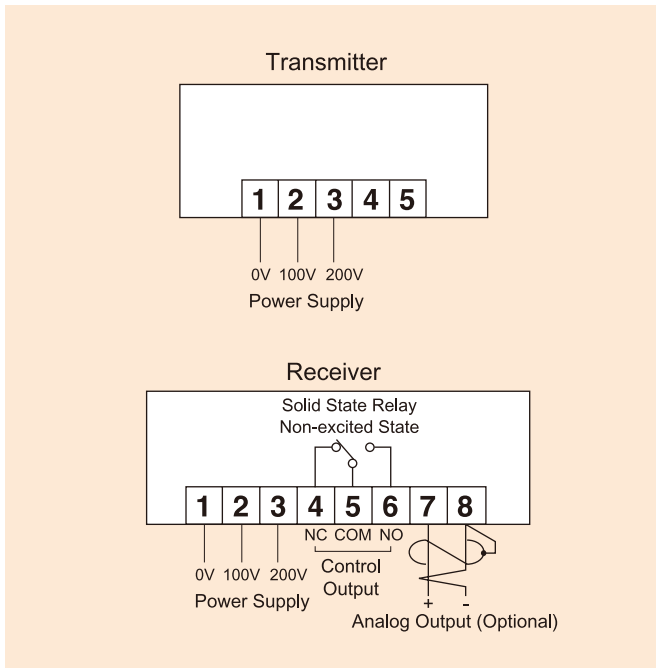 Transmitter
1 2 3 4 5
0V 100V 200V
Power Supply
Receiver
Solid State Relay
Non-excited State
1 2 3 4 5 6 7 8
NC COM NO
0V 100V 200V
Power Supply
Control
Output
+ -
Analog Output (Optional)